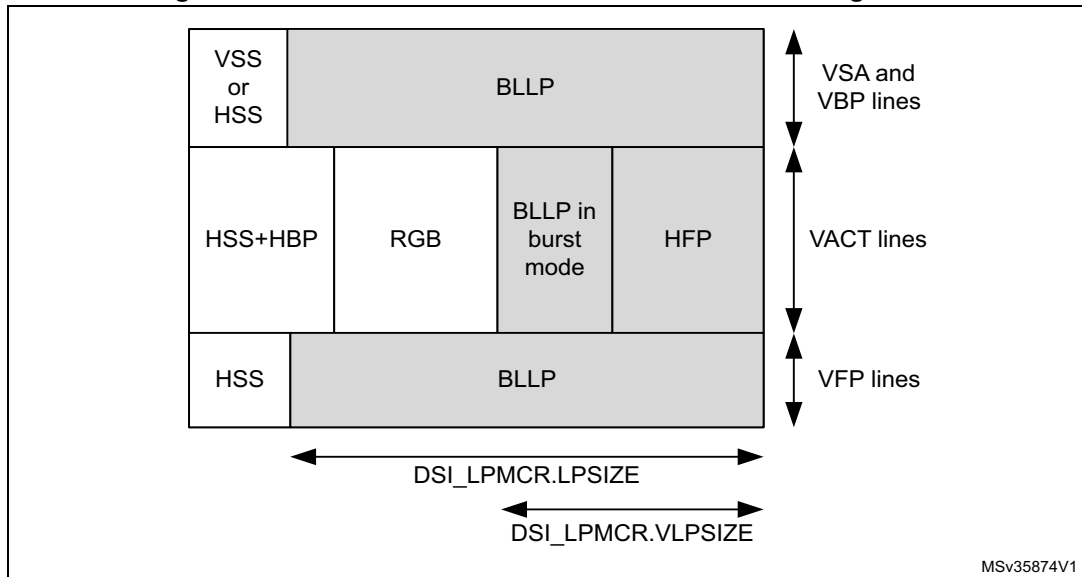 VSS
or
HSS
BLLP
VSA and
VBP lines
HSS+HBP
RGB
BLLP in
burst
mode
HFP
VACT lines
HSS
BLLP
VFP lines
DSI_LPMCR.LPSIZE
DSI_LPMCR.VLPSIZE
MSv35874V1